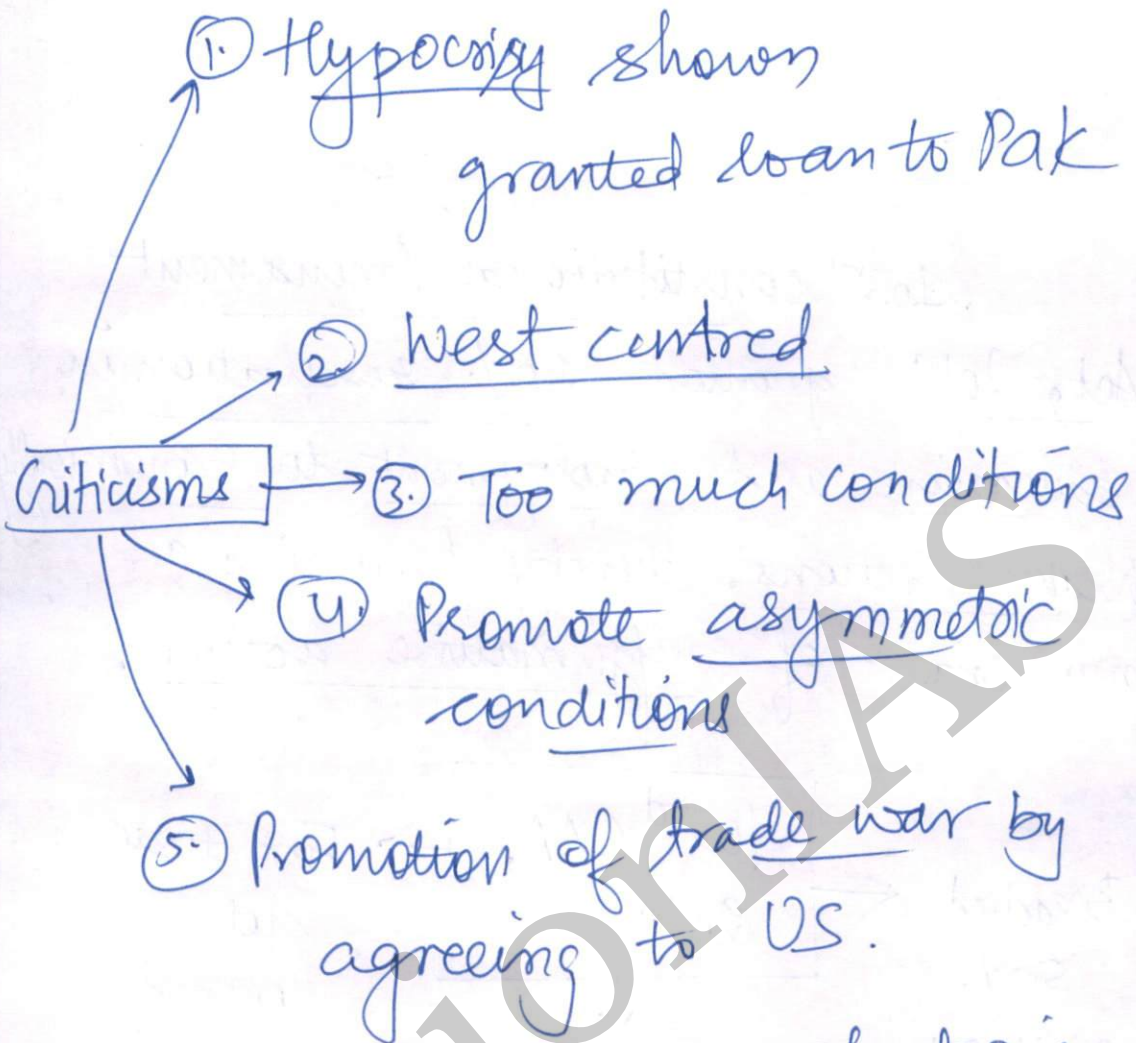 1. Hypocrisy shown
granted loan to Pak
2. West centred
Criticisms
3. Too much conditions
4. Promote asymmetric
conditions
5. Promotion of trade war by
agreeing to US.
ionIAS